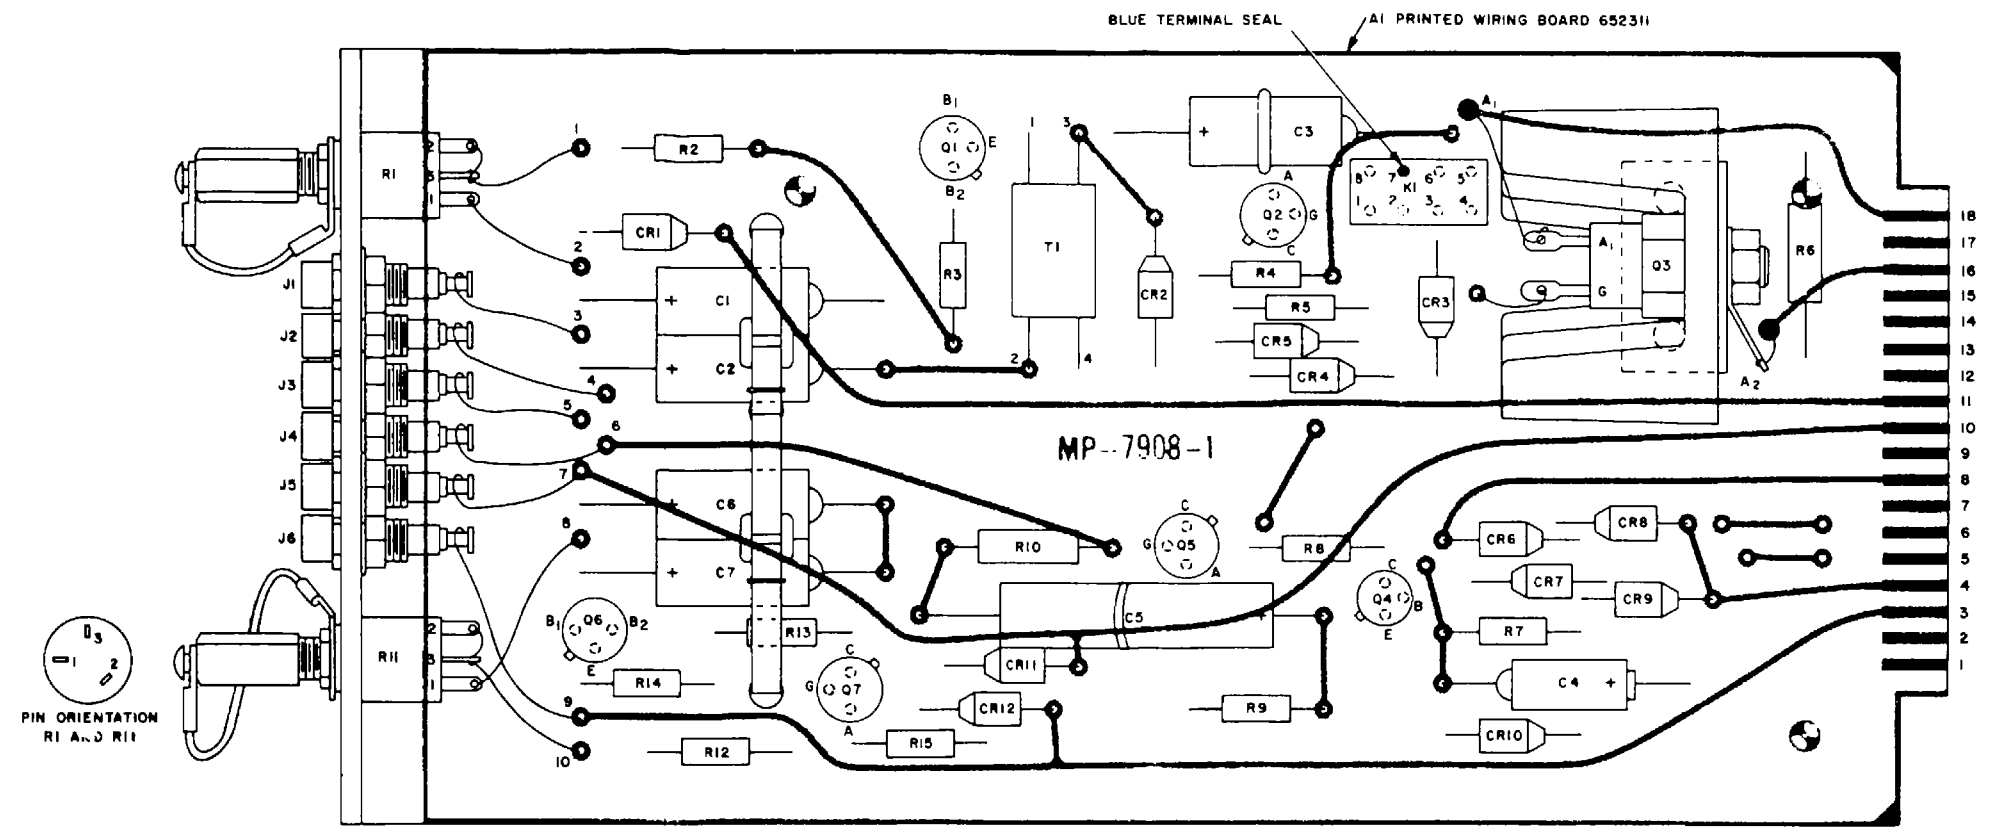 BLUE TERMINAL SEAL
A1 PRINTED WIRING BOARD 652311
B1
E
Q1
B2
R2
1
2
3
1
R1
CR1
2
J1
J2
J3
J4
J5
J6
3
4
5
6
7
8
+ C1
+ C2
R3
1
3
T1
2
4
CR2
+ C3
A
Q2 G
C
R4
R5
CR5
CR4
8 7 6 5
K1
1 2 3 4
CR3
A1
A1
G
Q3
A2
R6
18
17
16
15
14
13
12
11
10
9
8
7
6
5
4
3
2
1
MP-7908-1
+ C6
+ C7
R10
C
G Q5
A
R8
C5 +
C
Q4 B
E
CR6
CR8
CR7
CR9
R7
C4 +
CR10
B1 Q6 B2
E
R13
R14
C
G Q7
A
CR11
CR12
R9
R12
R15
2
3
1
R11
9
10
3
1
2
PIN ORIENTATION
R1 AND R11